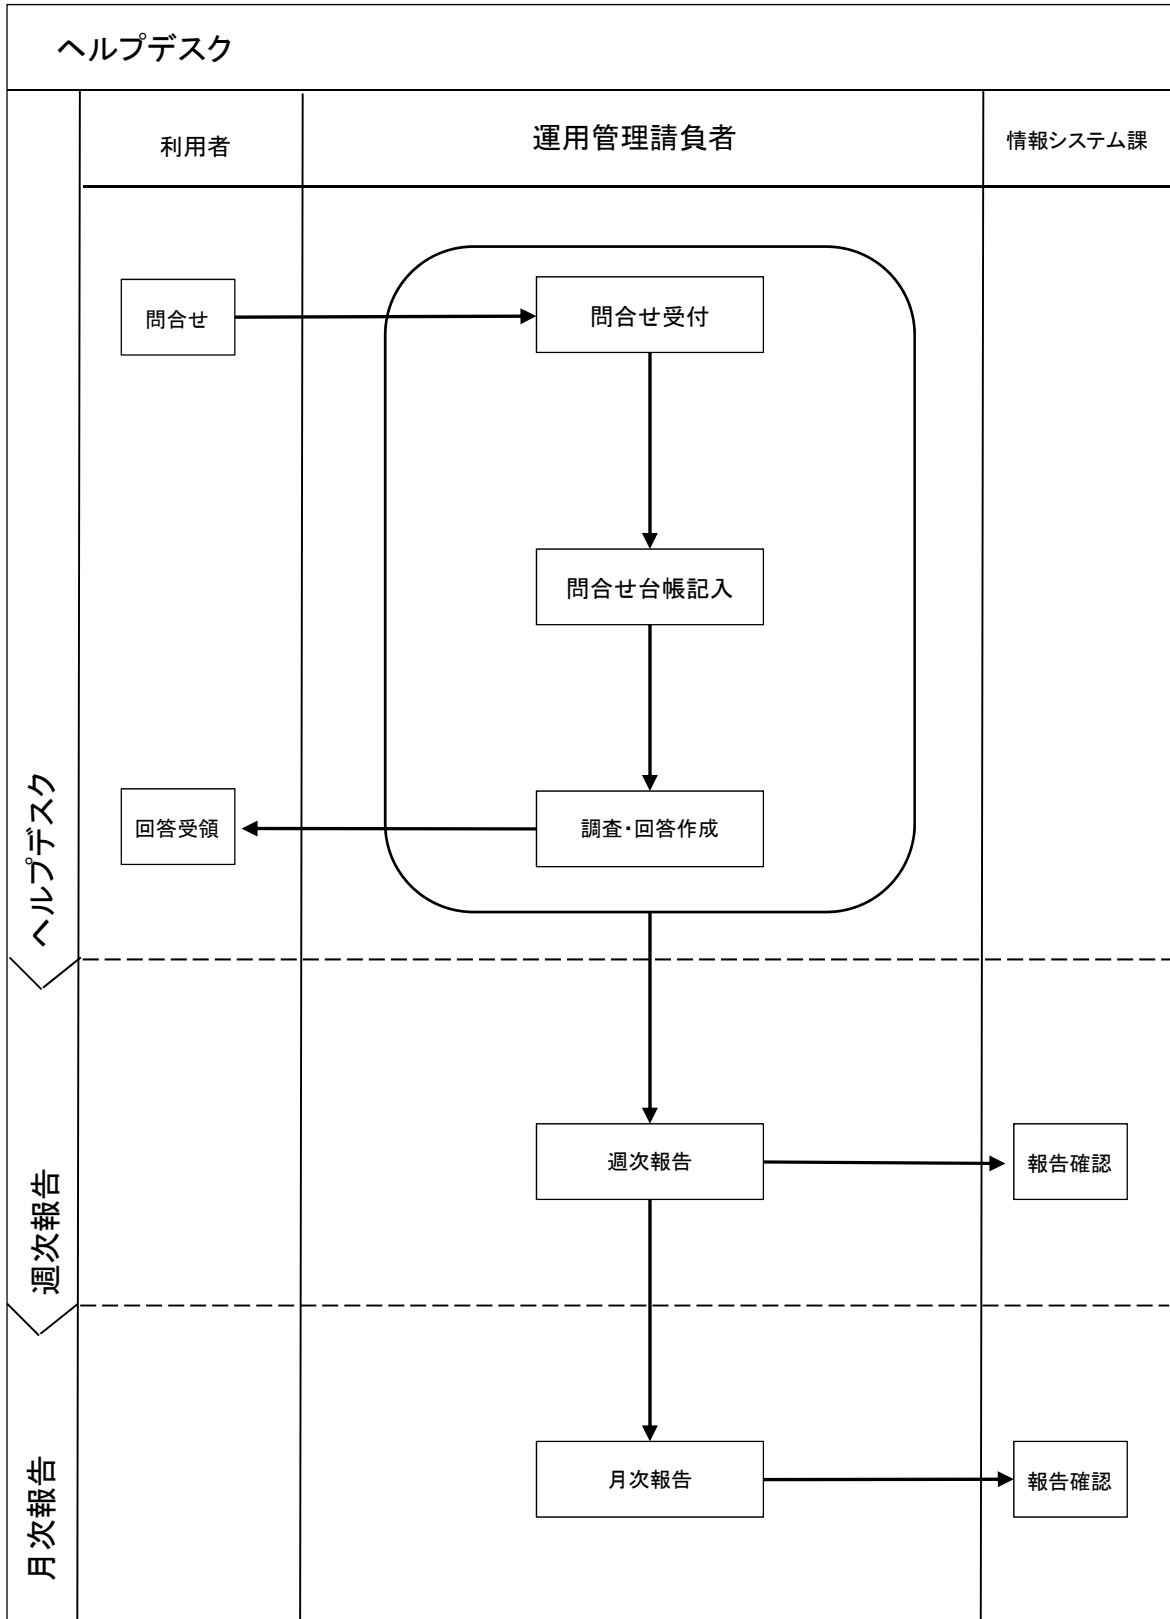 ヘルプデスク
利用者
運用管理請負者
情報システム課
問合せ
問合せ受付
問合せ台帳記入
ヘルプデスク
回答受領
調査・回答作成
週次報告
週次報告
報告確認
月次報告
月次報告
報告確認